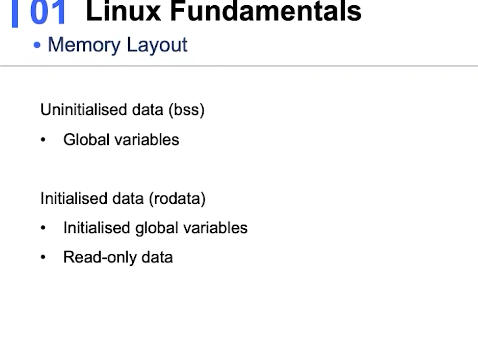 01 Linux Fundamentals
• Memory Layout
Uninitialised data (bss)
• Global variables
Initialised data (rodata)
• Initialised global variables
• Read-only data